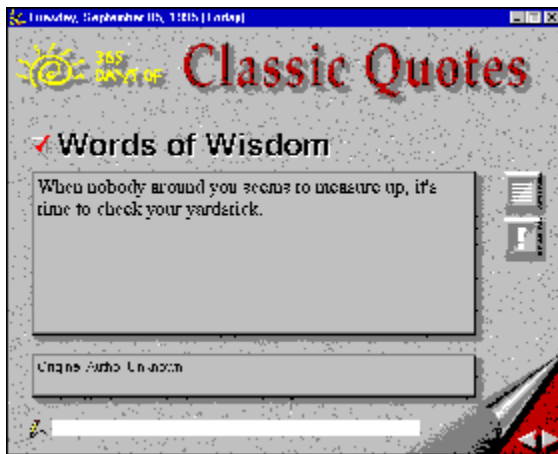 Tuesday, September 05, 1995 (Today)
365
DAYS OF
Classic Quotes
Words of Wisdom
When nobody around you seems to measure up, it's
time to check your yardstick.
Original Author Unknown